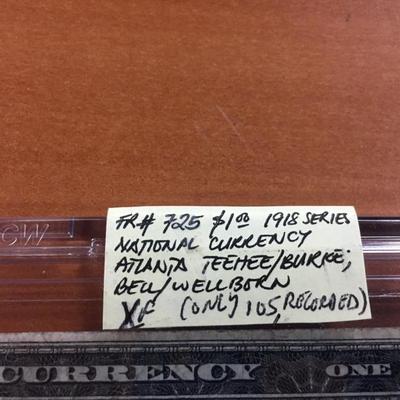 FR# 725 $1.00 1918 SERIES
CW
NATIONAL CURRENCY
ATLANTA TEEHEE/BURKE;
BELL/WELLBORN
XF (ONLY 105, RECORDED)
CURRENCY ONE